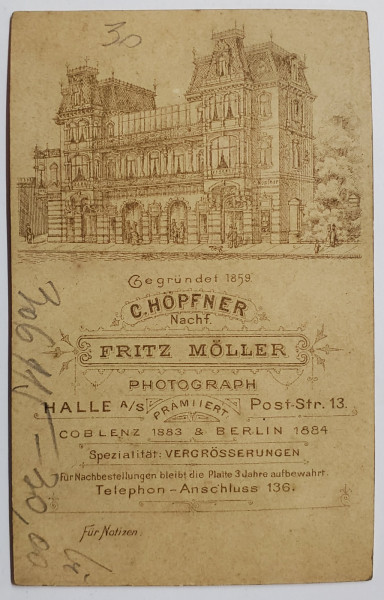 30
Gegründet 1859.
C. HÖPFNER
Nachf.
FRITZ MÖLLER
PHOTOGRAPH
HALLE A/S PRÄMIIERT Post-Str. 13.
COBLENZ 1883 & BERLIN 1884
Spezialität: VERGRÖSSERUNGEN
Für Nachbestellungen bleibt die Platte 3 Jahre aufbewahrt.
Telephon-Anschluss 136.
Für Notizen.